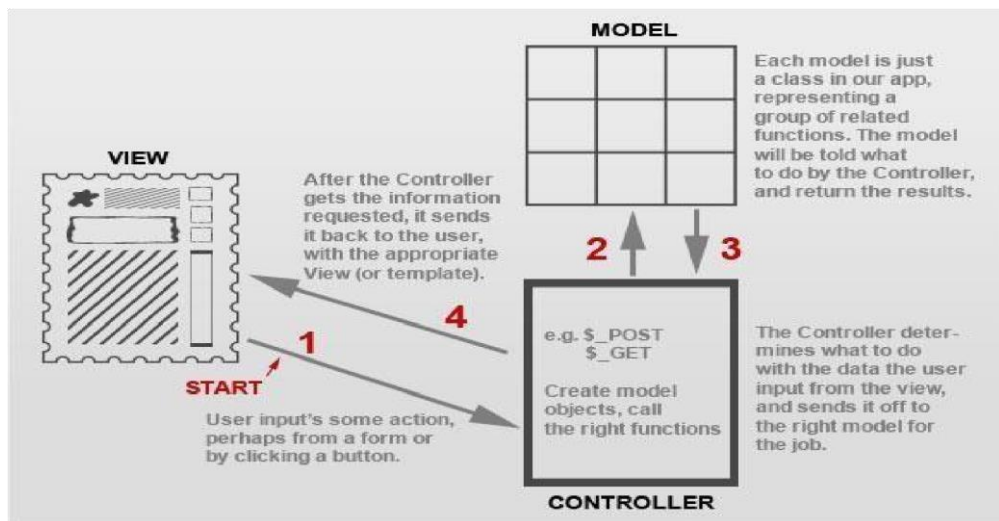 MODEL
Each model is just
a class in our app,
representing a
group of related
functions. The model
will be told what
to do by the Controller,
and return the results.
VIEW
After the Controller
gets the information
requested, it sends
it back to the user,
with the appropriate
View (or template).
2
3
4
1
START
User input's some action,
perhaps from a form or
by clicking a button.
e.g. $_POST
$_GET
Create model
objects, call
the right functions
CONTROLLER
The Controller deter-
mines what to do
with the data the user
input from the view,
and sends it off to
the right model for
the job.